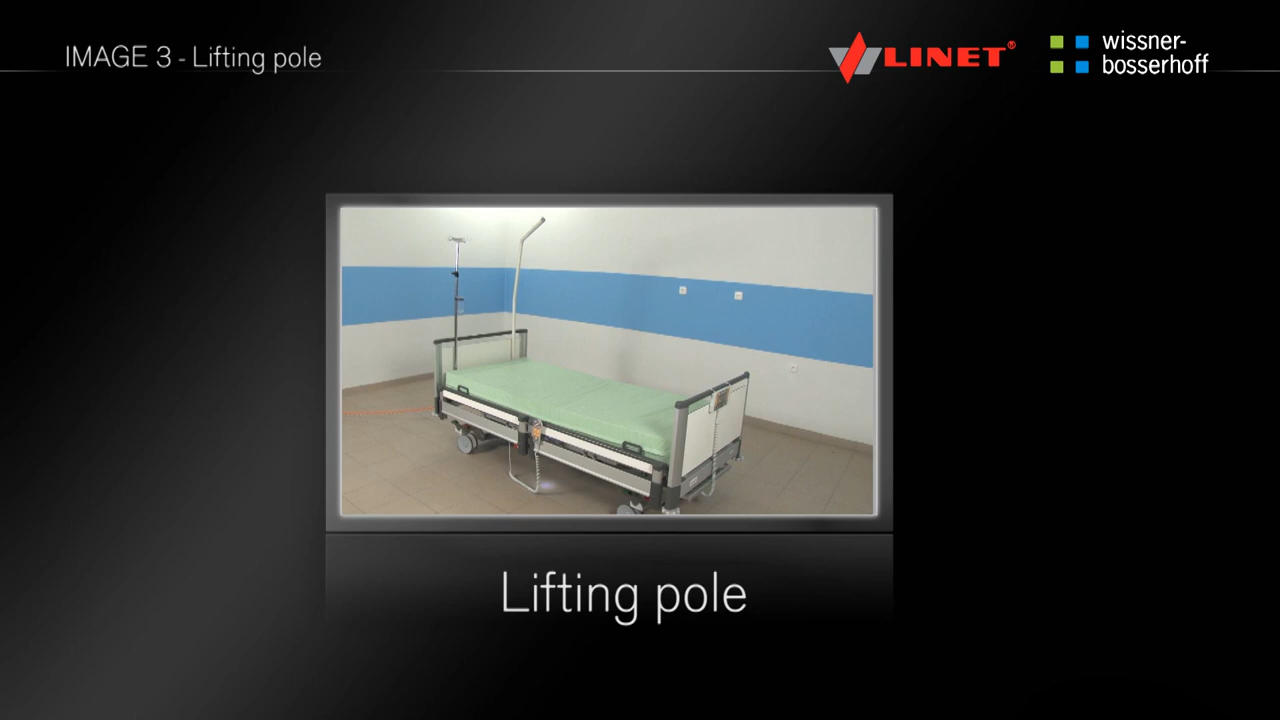 IMAGE 3 - Lifting pole
LINET®
wissner-
bosserhoff
Lifting pole